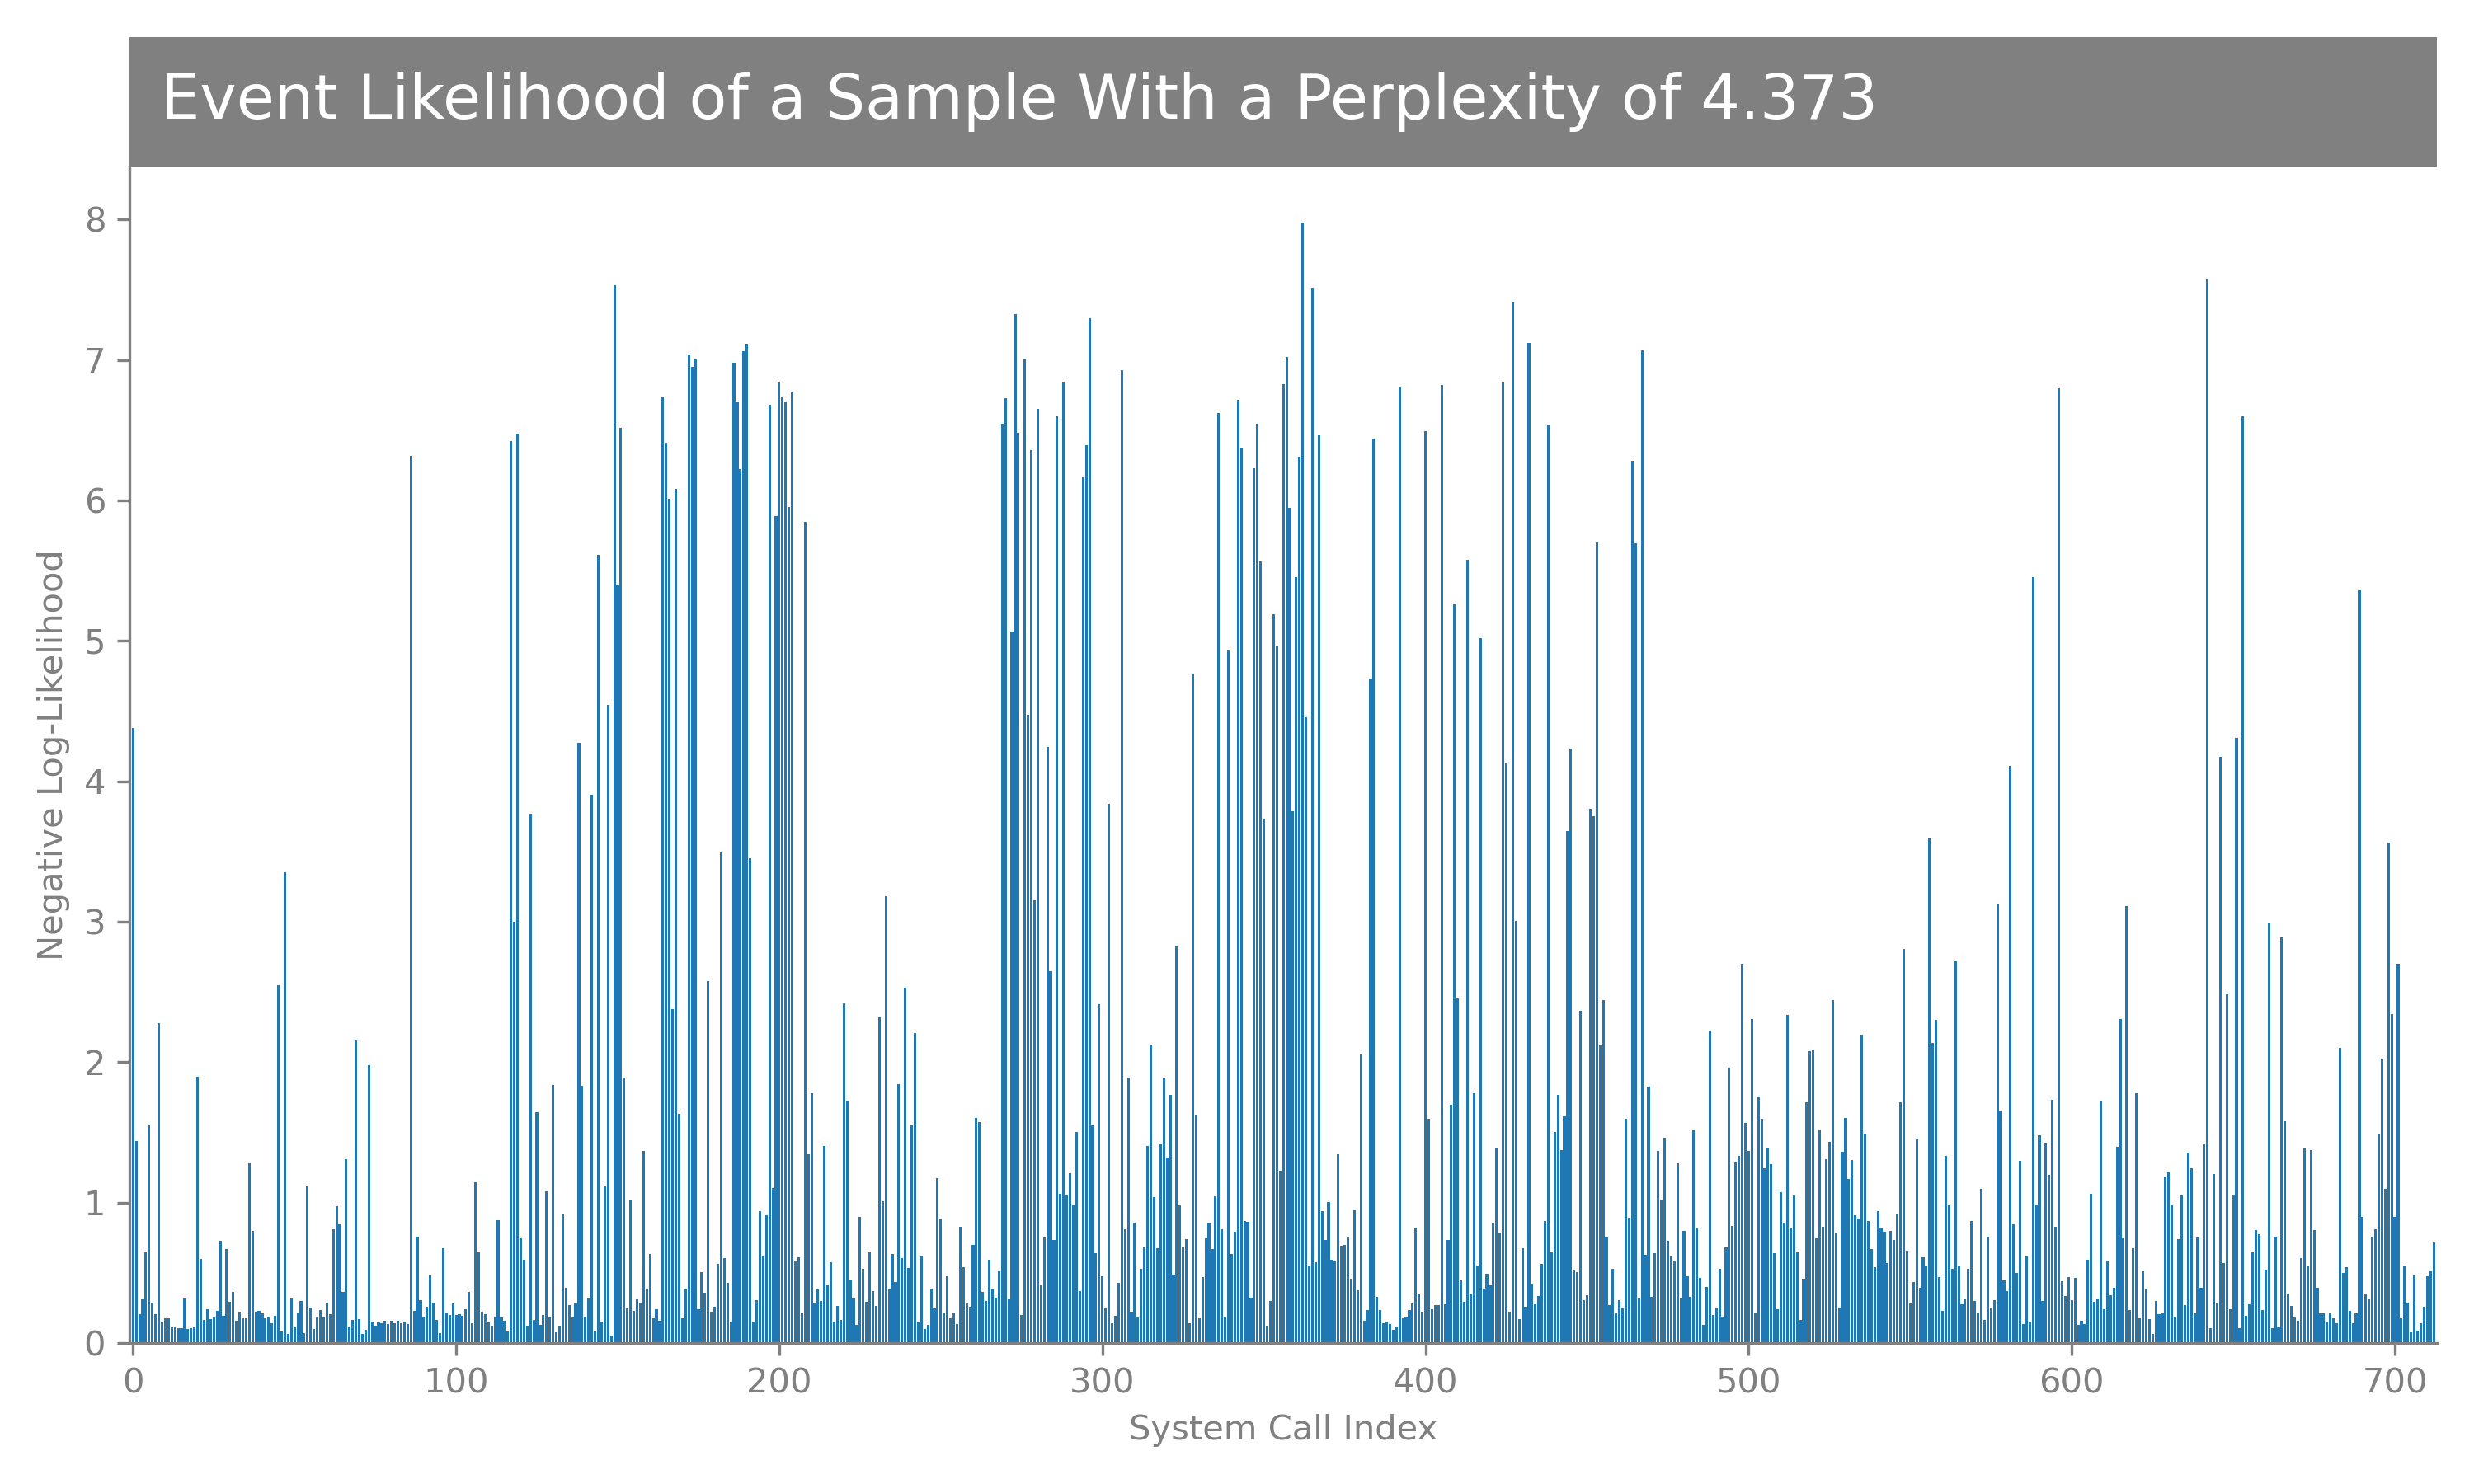 Event Likelihood of a Sample With a Perplexity of 4.373
8
7
6
5
4
3
2
1
0
Negative Log-Likelihood
0 100 200 300 400 500 600 700
System Call Index